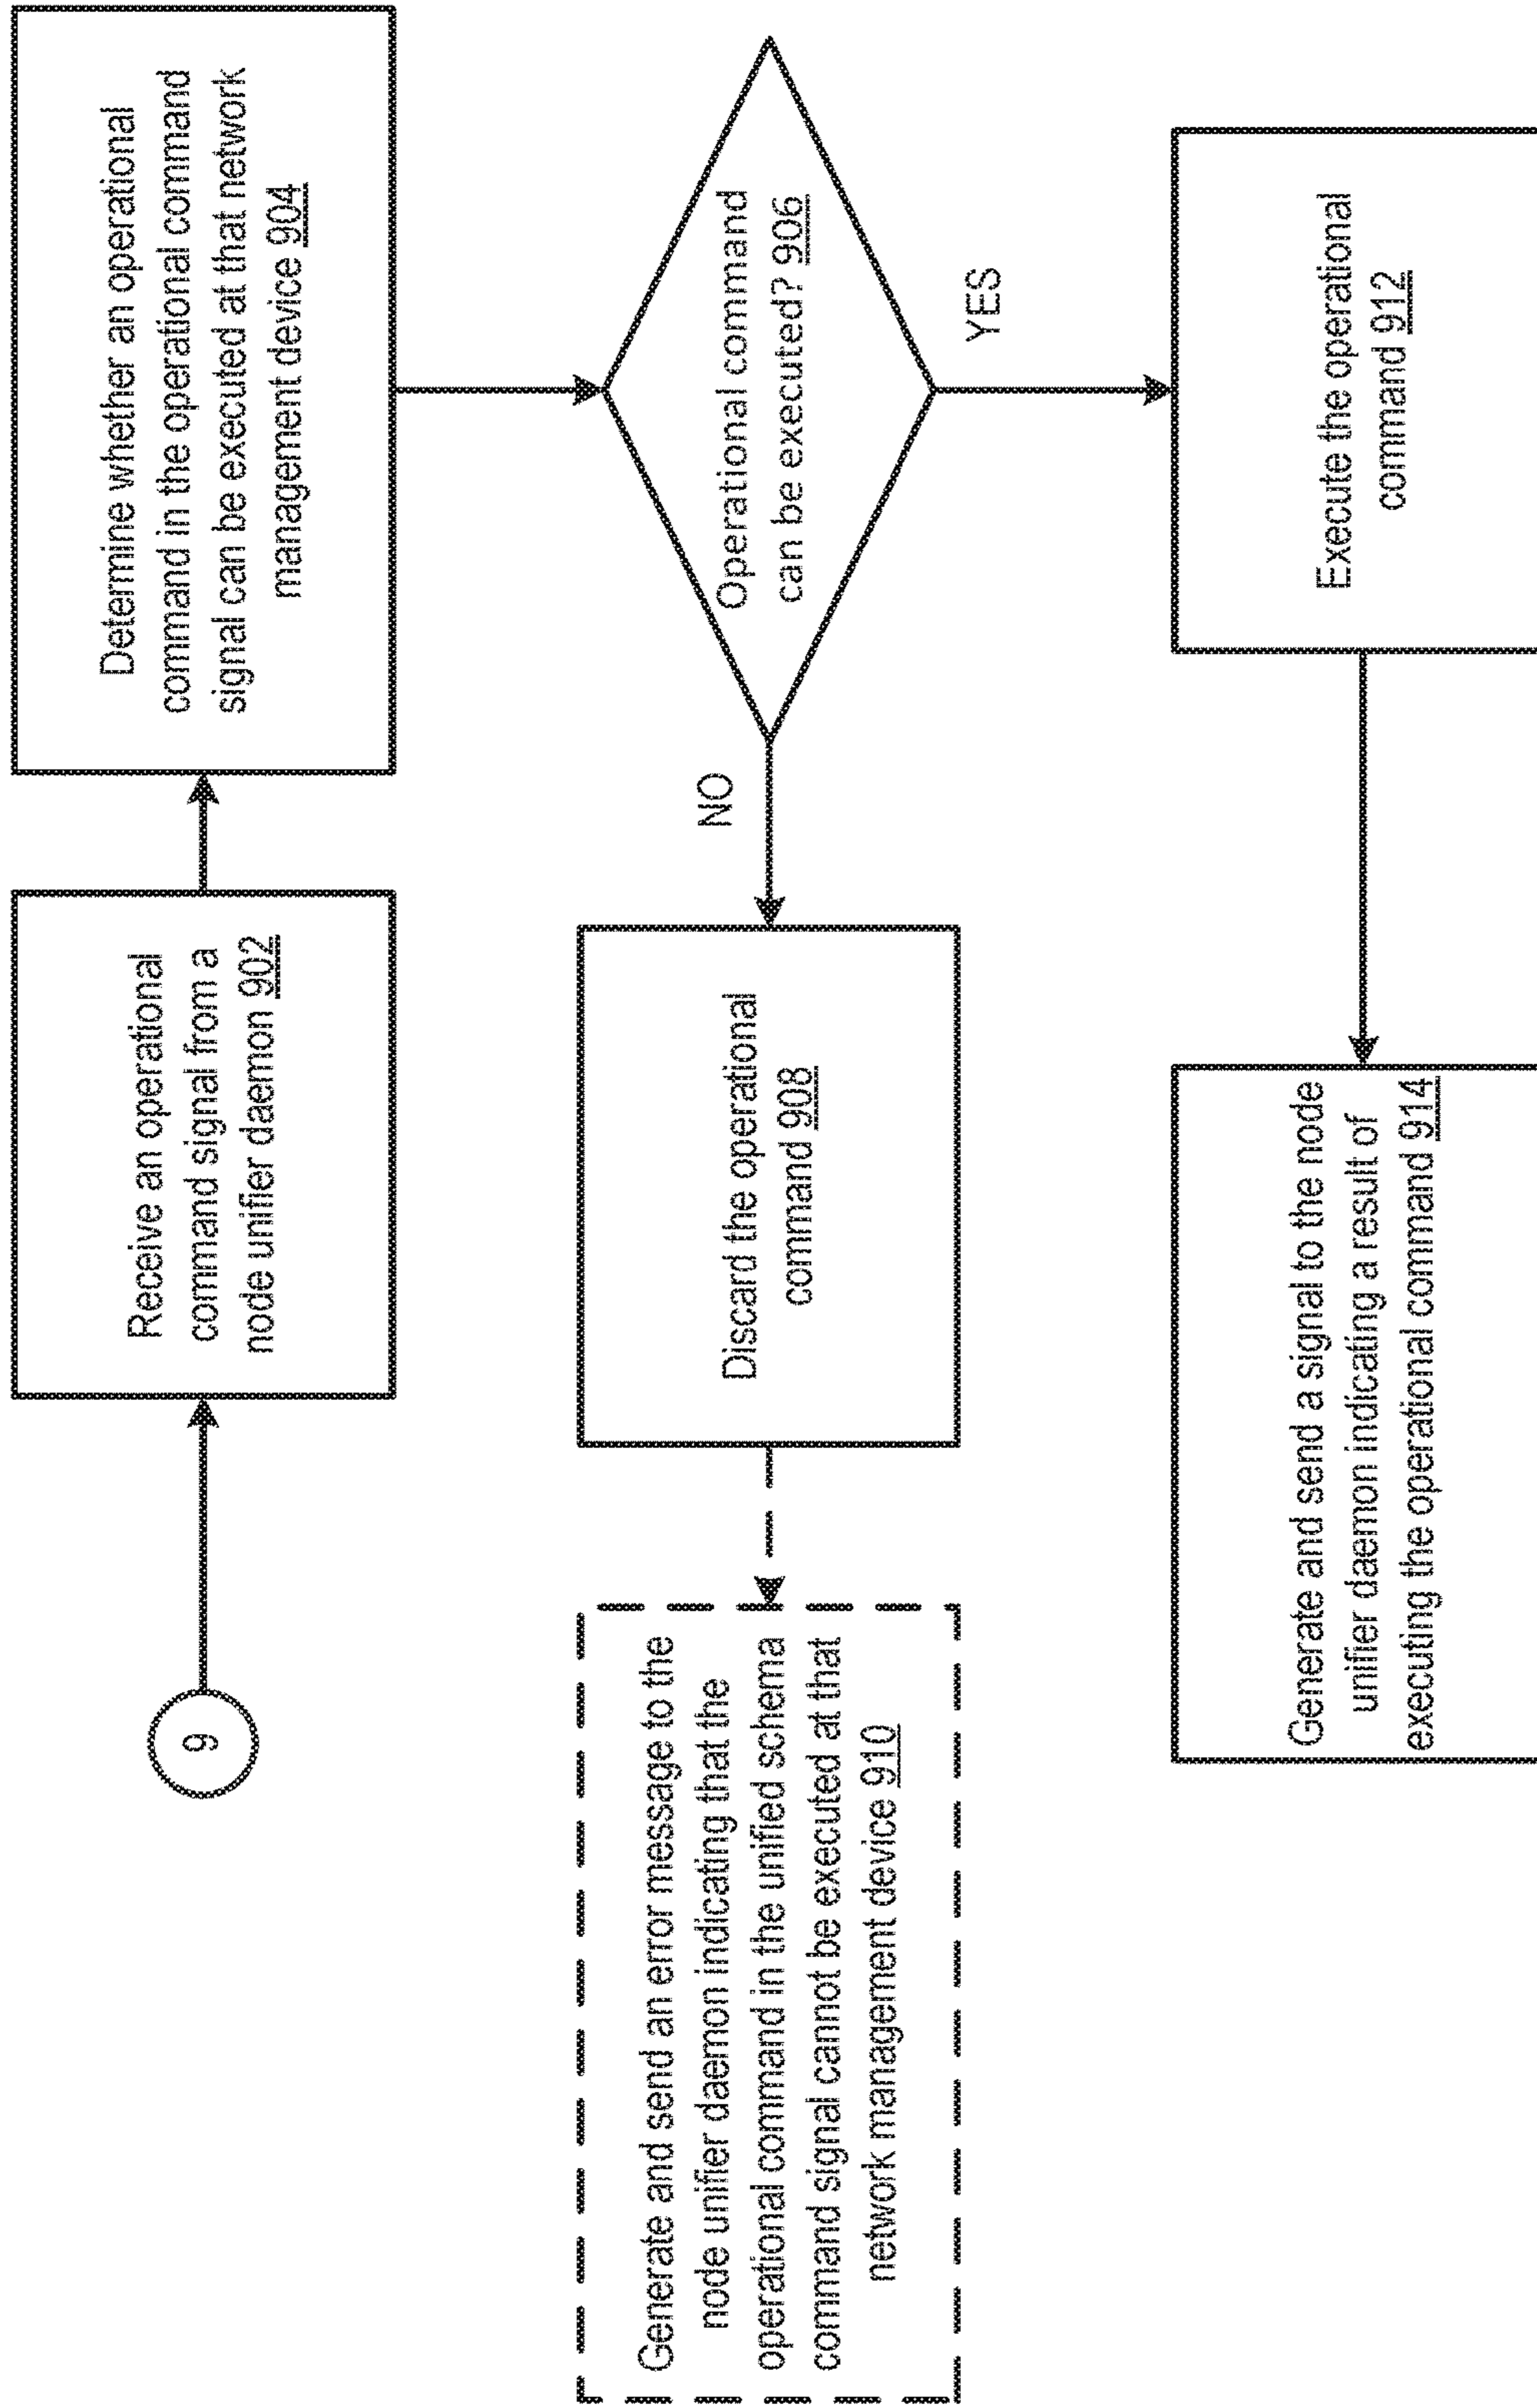 9
Receive an operational
command signal from a
node unifier daemon 902
Determine whether an operational
command in the operational command
signal can be executed at that network
management device 904
Operational command
can be executed? 906
NO
YES
Discard the operational
command 908
Generate and send an error message to the
node unifier daemon indicating that the
operational command in the unified schema
command signal cannot be executed at that
network management device 910
Execute the operational
command 912
Generate and send a signal to the node
unifier daemon indicating a result of
executing the operational command 914